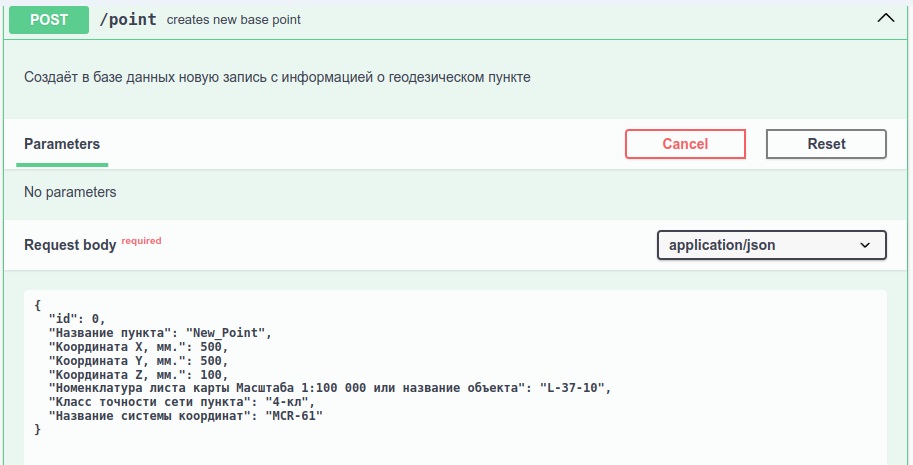 POST /point creates new base point
Создаёт в базе данных новую запись с информацией о геодезическом пункте
Parameters Cancel Reset
No parameters
Request body required application/json
{
  "id": 0,
  "Название пункта": "New_Point",
  "Координата X, мм.": 500,
  "Координата Y, мм.": 500,
  "Координата Z, мм.": 100,
  "Номенклатура листа карты Масштаба 1:100 000 или название объекта": "L-37-10",
  "Класс точности сети пункта": "4-кл",
  "Название системы координат": "МСК-61"
}